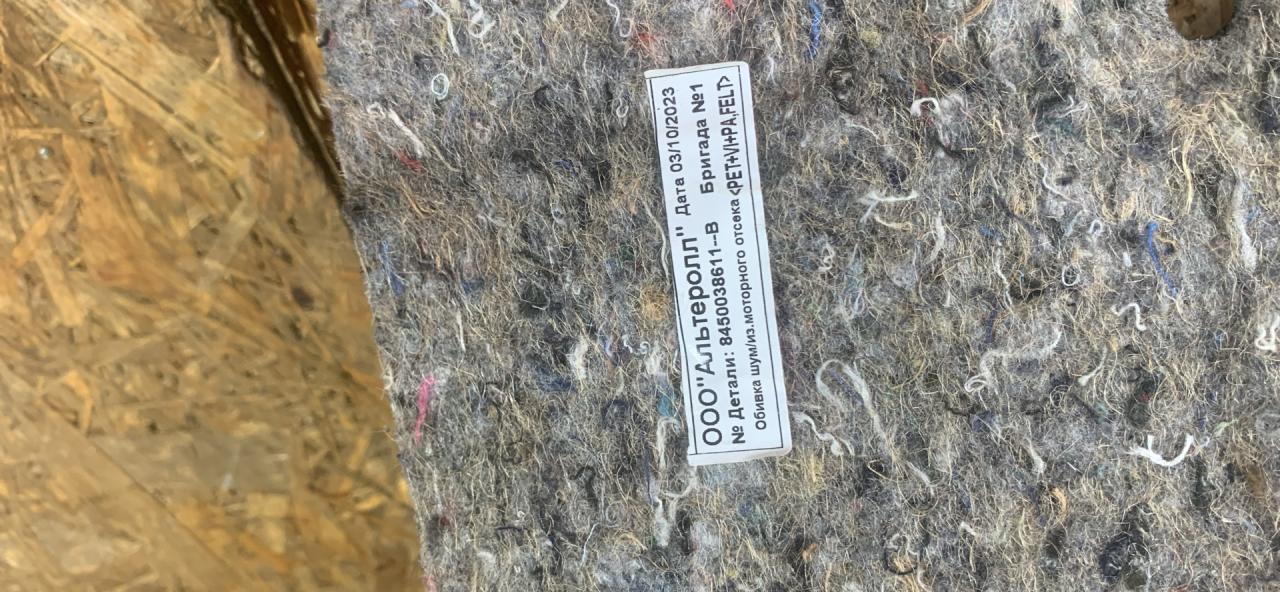 ООО"Альтеролл" Дата 03/10/2023
№ Детали: 8450038611--В Бригада №1
Обивка шум/из.моторного отсека <PET+VI+PA,FELT>